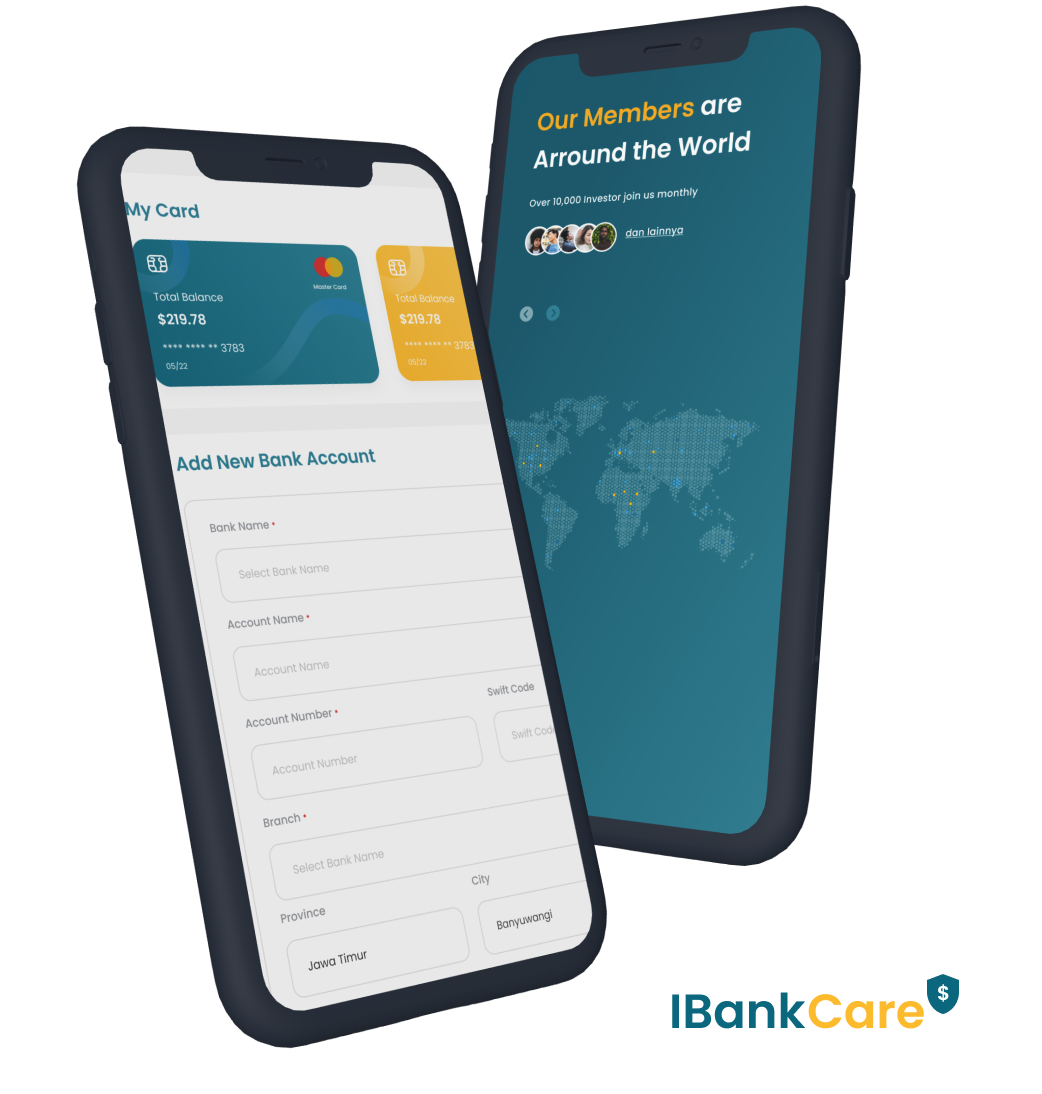 Our Members are
Arround the World
Over 10,000 Investor join us monthly
dan lainnya
My Card
Master Card
Total Balance
$219.78
**** **** ** 3783
05/22
Total Balance
$219.78
**** **** ** 3783
05/22
Add New Bank Account
Bank Name •
Select Bank Name
Account Name •
Account Name
Account Number •
Account Number
Swift Code
Swift Cod
Branch •
Select Bank Name
Province
Jawa Timur
City
Banyuwangi
IBankCare $